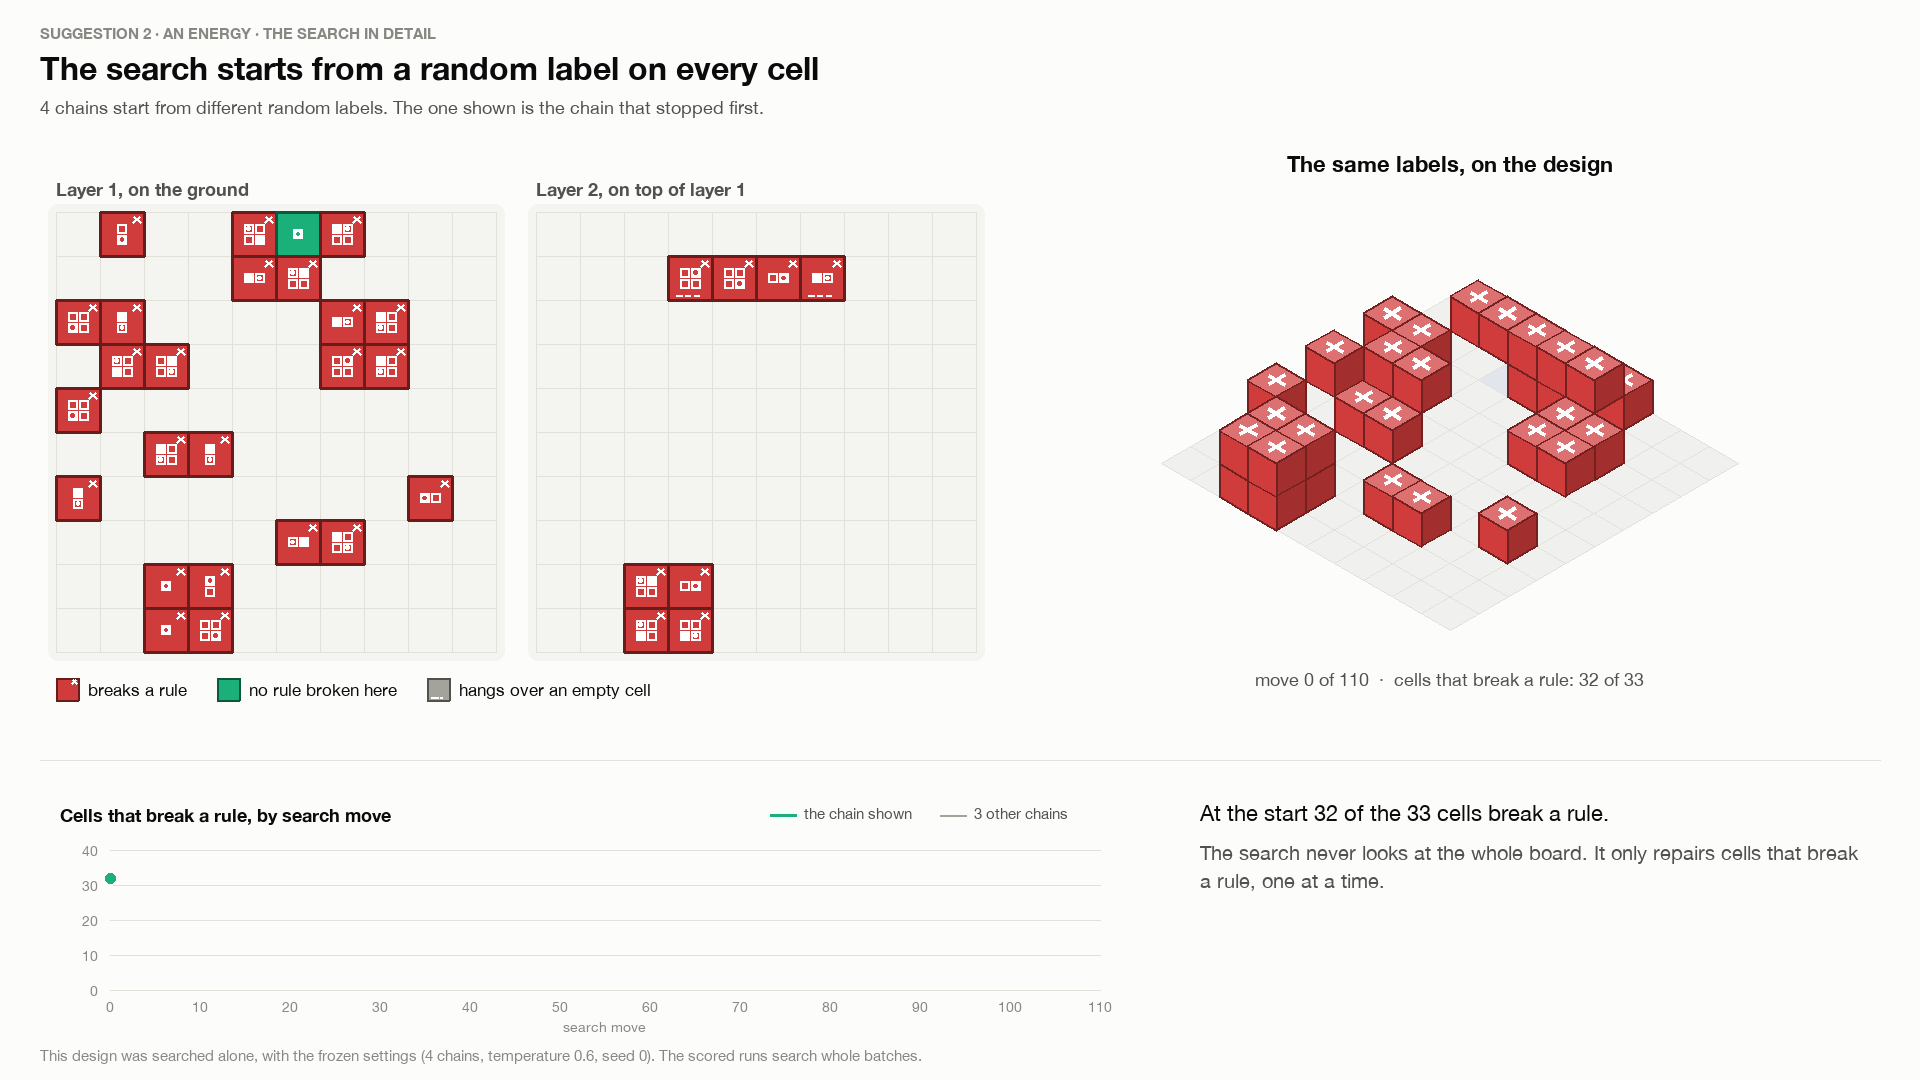 SUGGESTION 2 · AN ENERGY · THE SEARCH IN DETAIL
The search starts from a random label on every cell
4 chains start from different random labels. The one shown is the chain that stopped first.
The same labels, on the design
Layer 1, on the ground
Layer 2, on top of layer 1
breaks a rule
no rule broken here
hangs over an empty cell
move 0 of 110 · cells that break a rule: 32 of 33
Cells that break a rule, by search move
the chain shown
3 other chains
40
30
20
10
0
0 10 20 30 40 50 60 70 80 90 100 110
search move
At the start 32 of the 33 cells break a rule.
The search never looks at the whole board. It only repairs cells that break
a rule, one at a time.
This design was searched alone, with the frozen settings (4 chains, temperature 0.6, seed 0). The scored runs search whole batches.